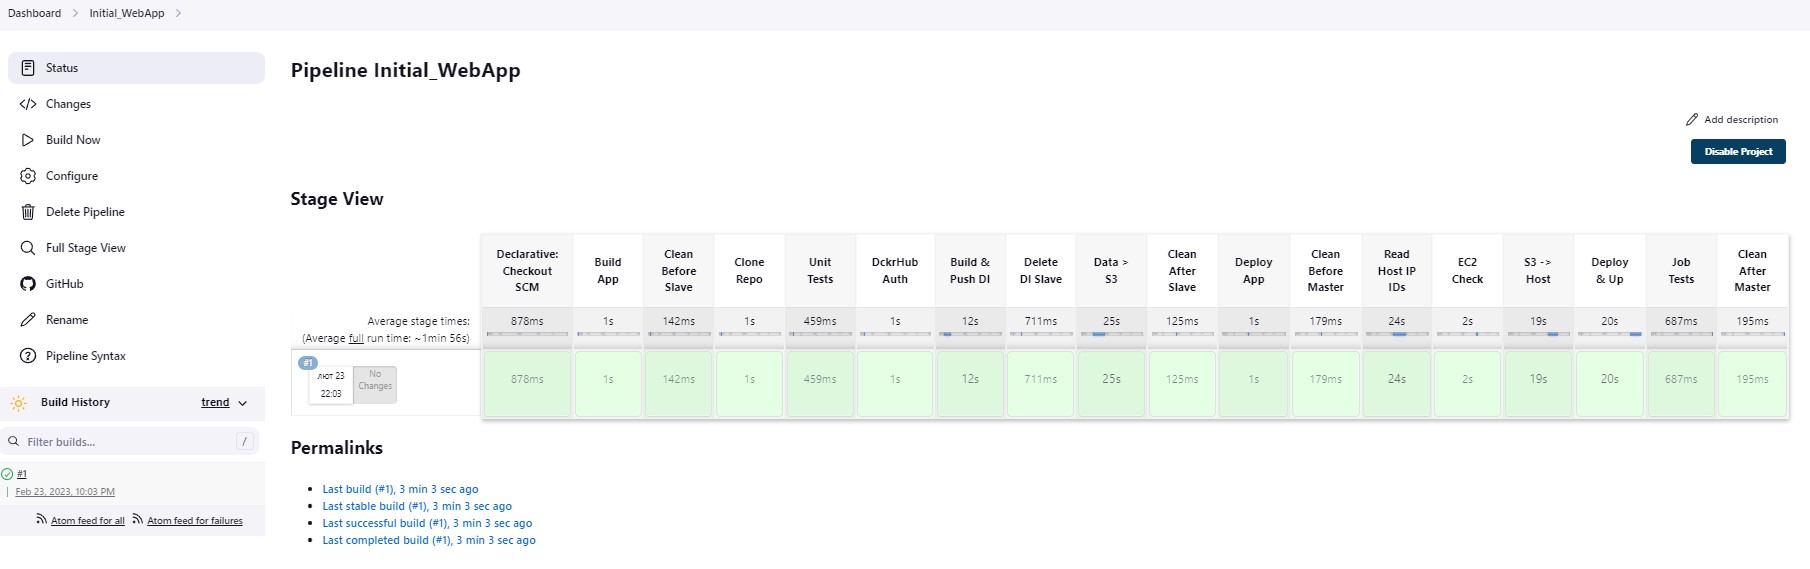 Dashboard
Initial_WebApp
Status
Changes
Build Now
Configure
Delete Pipeline
Full Stage View
GitHub
Rename
Pipeline Syntax
Build History
trend
Filter builds...
/
#1
Feb 23, 2023, 10:03 PM
Atom feed for all
Atom feed for failures
Pipeline Initial_WebApp
Add description
Disable Project
Stage View
Declarative:
Checkout
SCM
Build
App
Clean
Before
Slave
Clone
Repo
Unit
Tests
DckrHub
Auth
Build &
Push DI
Delete
DI Slave
Data >
S3
Clean
After
Slave
Deploy
App
Clean
Before
Master
Read
Host IP
IDs
EC2
Check
S3 ->
Host
Deploy
& Up
Job
Tests
Clean
After
Master
Average stage times:
(Average full run time: ~1min 56s)
878ms 1s 142ms 1s 459ms 1s 12s 711ms 25s 125ms 1s 179ms 24s 2s 19s 20s 687ms 195ms
#1
лют 23
22:03
No
Changes
878ms 1s 142ms 1s 459ms 1s 12s 711ms 25s 125ms 1s 179ms 24s 2s 19s 20s 687ms 195ms
Permalinks
Last build (#1), 3 min 3 sec ago
Last stable build (#1), 3 min 3 sec ago
Last successful build (#1), 3 min 3 sec ago
Last completed build (#1), 3 min 3 sec ago